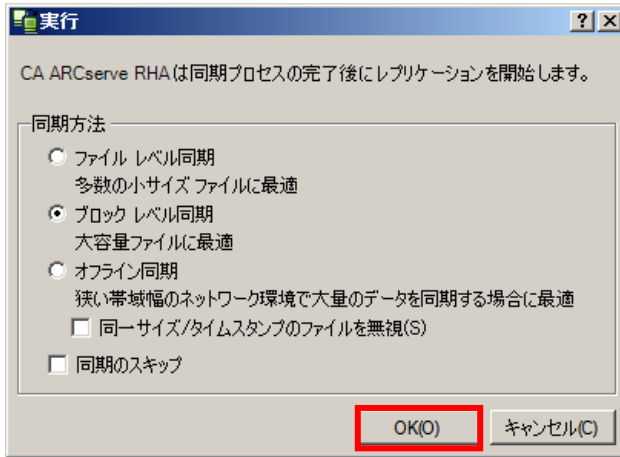 実行
CA ARCserve RHAは同期プロセスの完了後にレプリケーションを開始します。
同期方法
ファイル レベル同期
多数の小サイズ ファイルに最適
ブロック レベル同期
大容量ファイルに最適
オフライン同期
狭い帯域幅のネットワーク環境で大量のデータを同期する場合に最適
同一サイズ/タイムスタンプのファイルを無視(S)
同期のスキップ
OK(O) キャンセル(C)